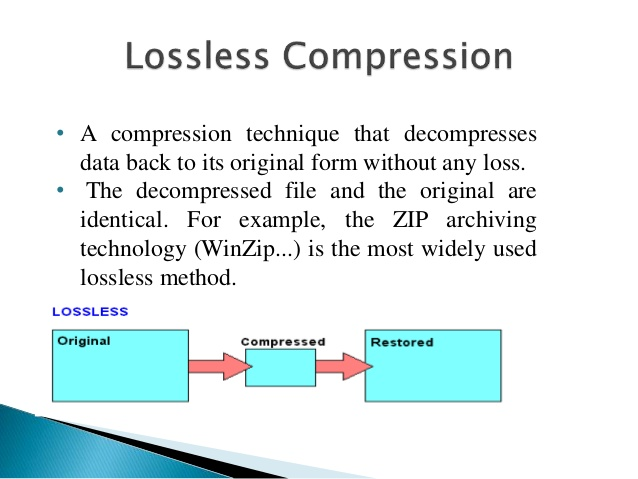 Lossless Compression
• A compression technique that decompresses
data back to its original form without any loss.
• The decompressed file and the original are
identical. For example, the ZIP archiving
technology (WinZip...) is the most widely used
lossless method.
LOSSLESS
Original
Compressed
Restored